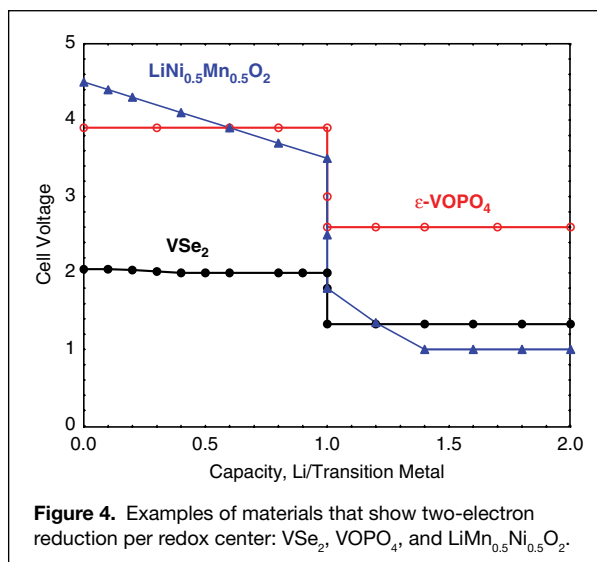 5
4
3
2
1
0
Cell Voltage
LiNi0.5Mn0.5O2
ε-VOPO4
VSe2
0.0 0.5 1.0 1.5 2.0
Capacity, Li/Transition Metal
Figure 4. Examples of materials that show two-electron
reduction per redox center: VSe2, VOPO4, and LiMn0.5Ni0.5O2.